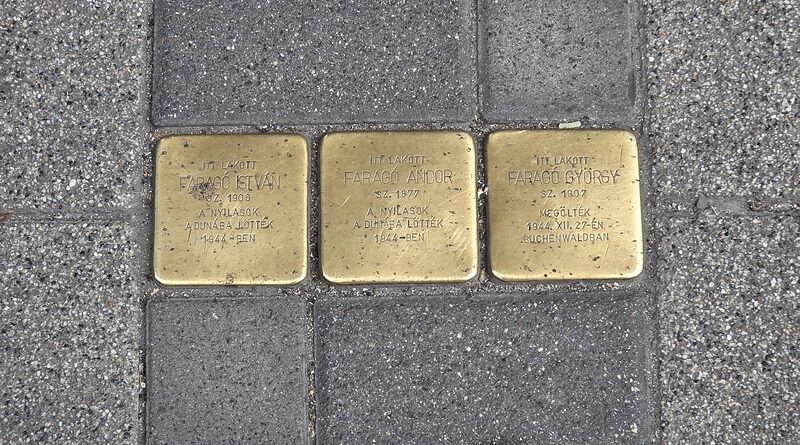 ITT LAKOTT
FARAGÓ ISTVÁN
SZ. 1906
A NYILASOK
A DUNÁBA LŐTTÉK
1944-BEN
ITT LAKOTT
FARAGÓ ANDOR
SZ. 1877
A NYILASOK
A DUNÁBA LŐTTÉK
1944-BEN
ITT LAKOTT
FARAGÓ GYÖRGY
SZ. 1907
MEGÖLTÉK
1944. XII. 27-ÉN
BUCHENWALDBAN